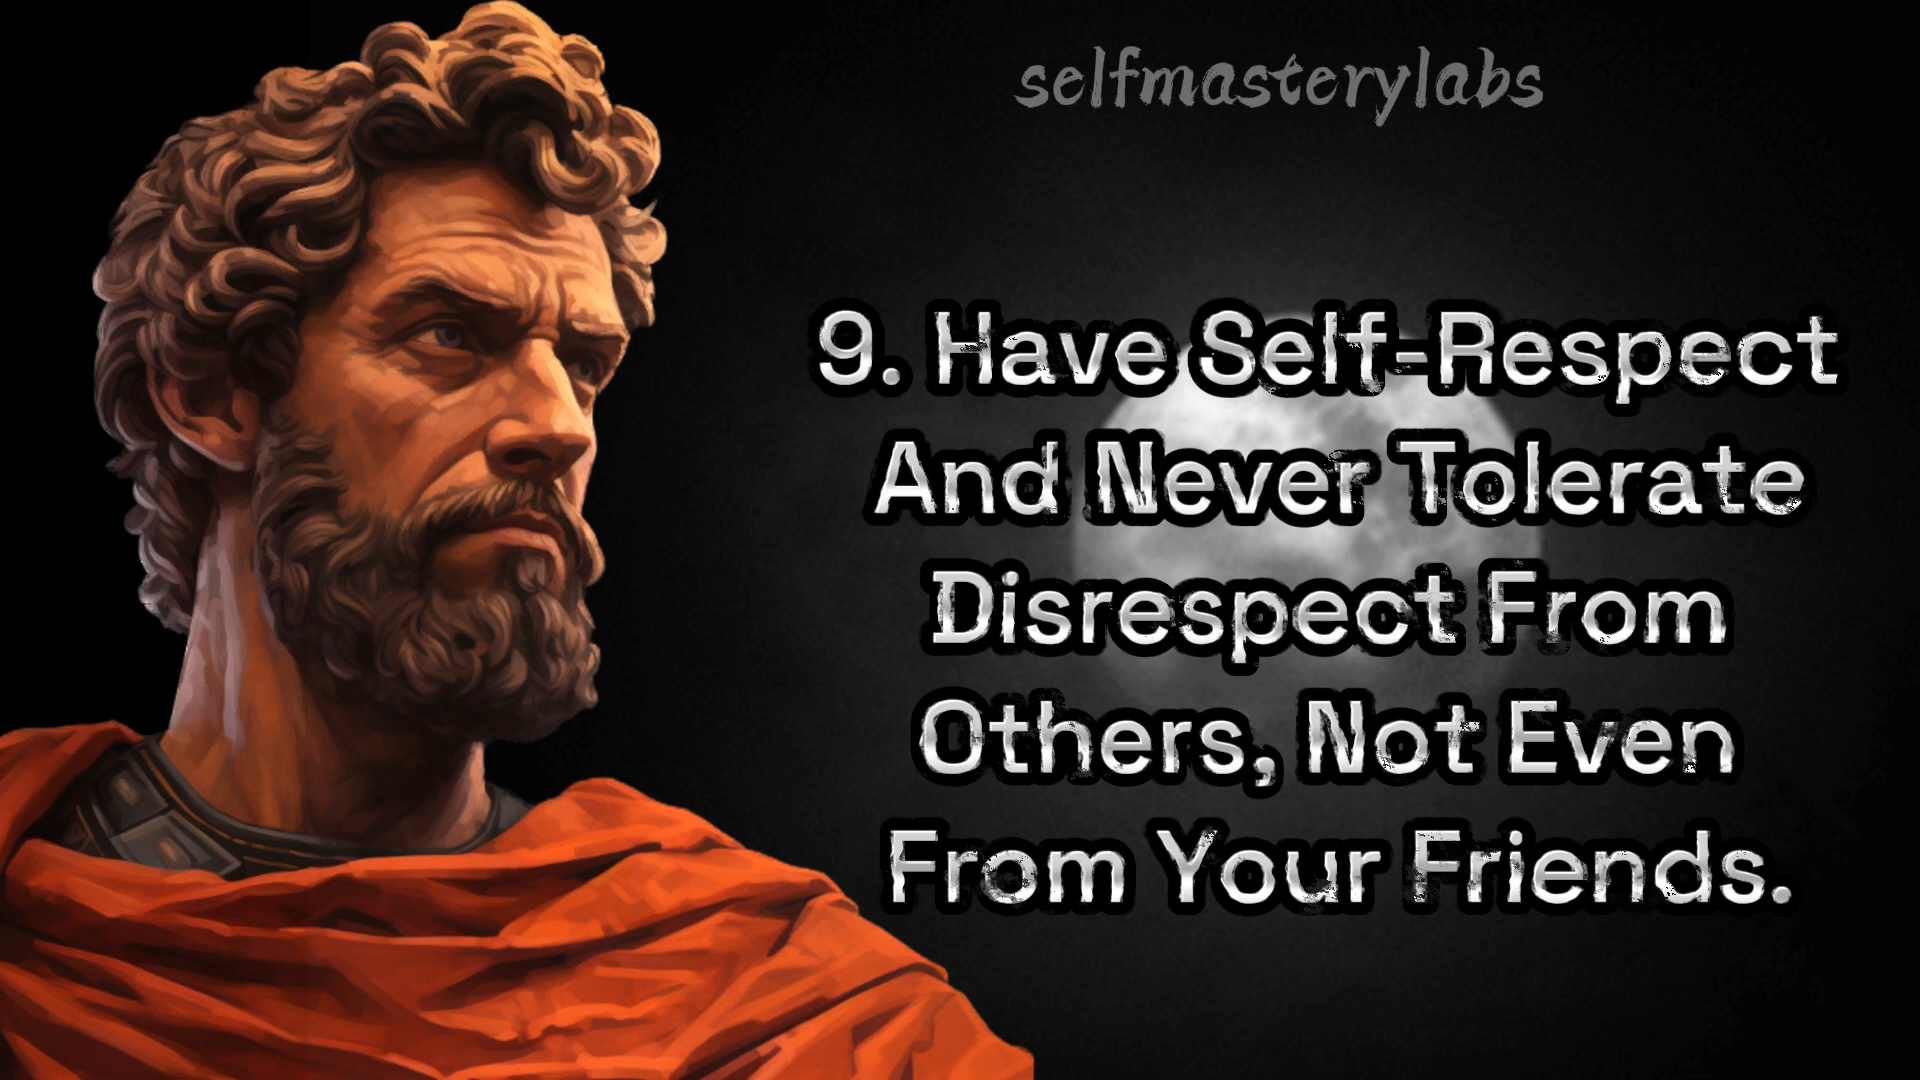 selfmasterylabs
9. Have Self-Respect
And Never Tolerate
Disrespect From
Others, Not Even
From Your Friends.